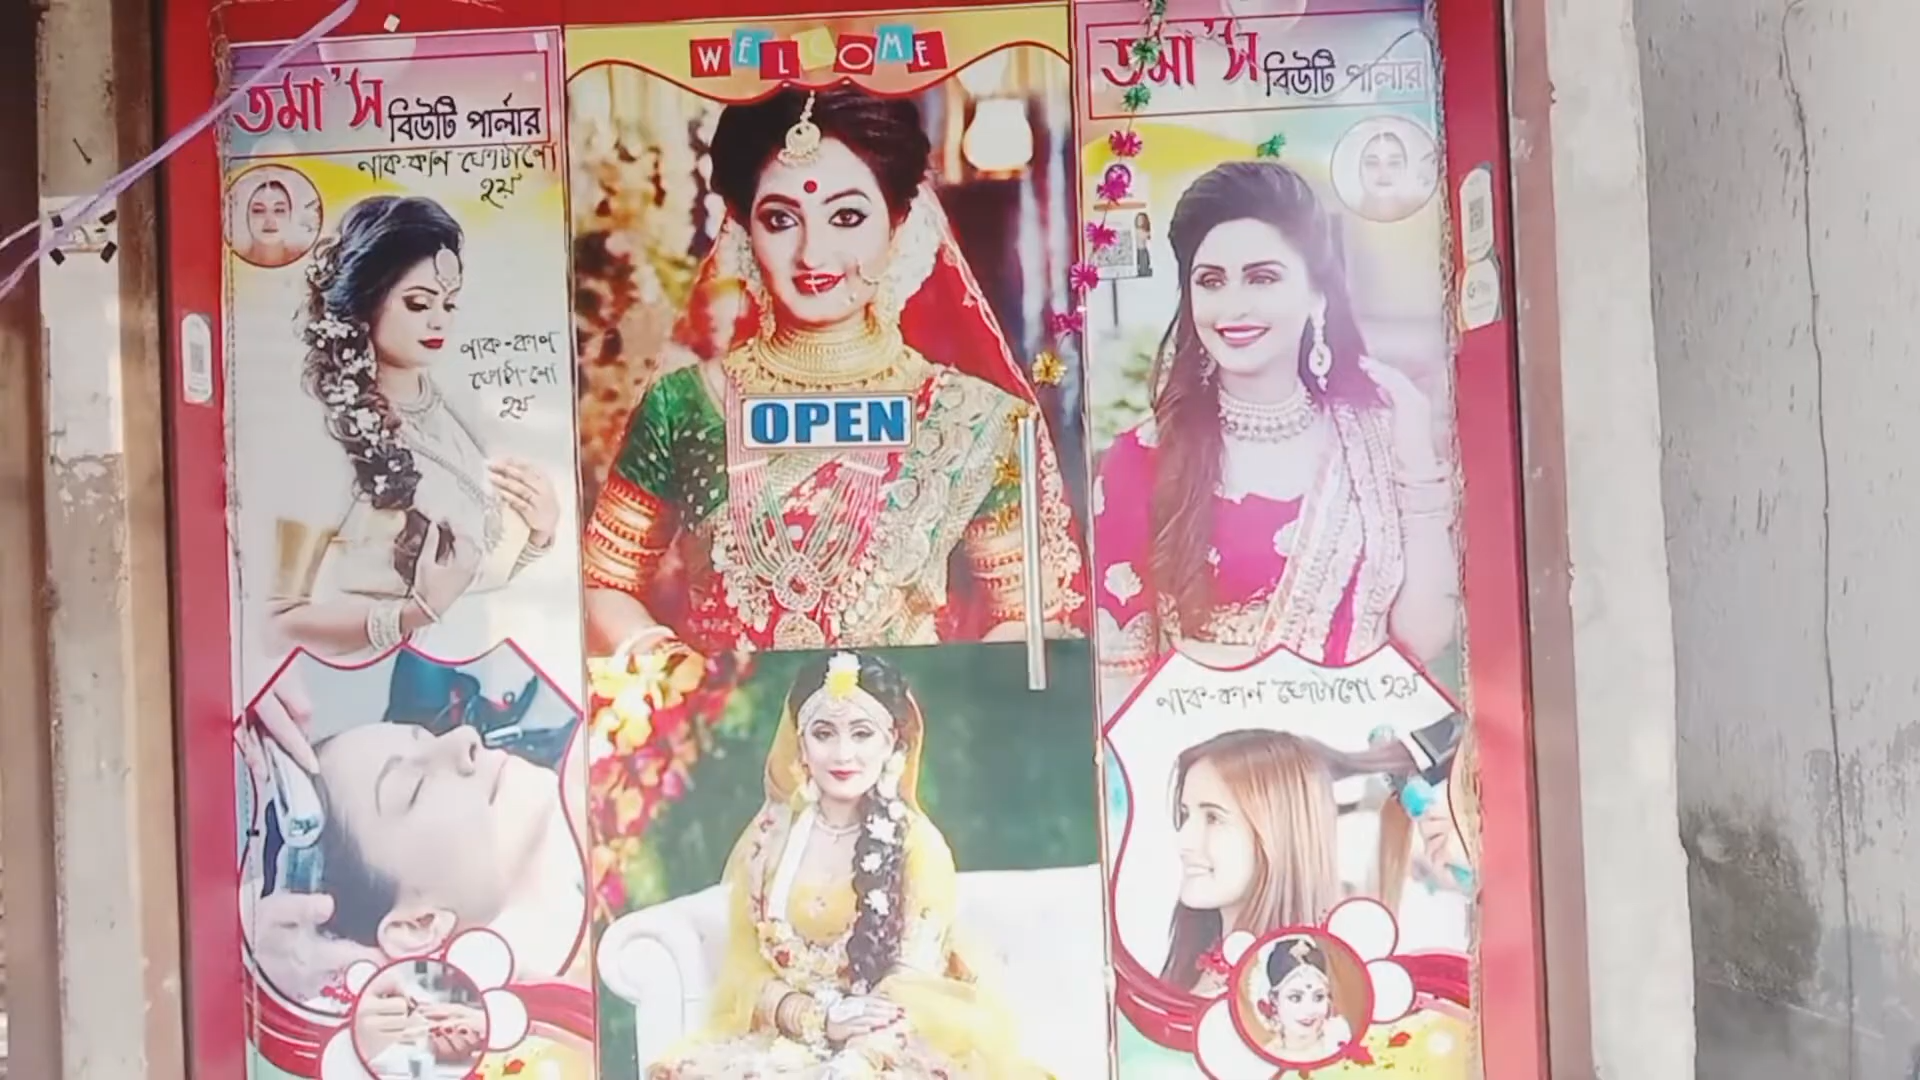 তমা'স বিউটি পার্লার
নাক-কান ফোটানো
হয়
নাক-কান
ফোটানো
হয়
WELCOME
OPEN
তমা'স বিউটি পার্লার
নাক-কান ফোটানো হয়